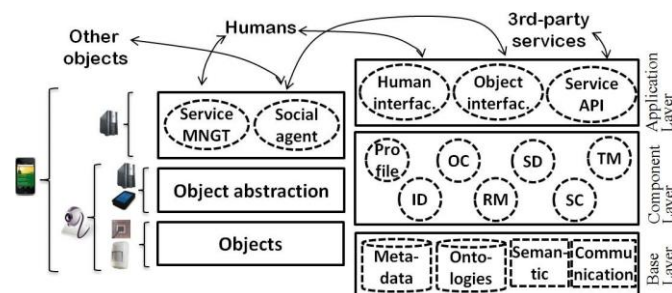 Other
objects
Humans
3rd-party
services
Service
MNGT
Social
agent
Object abstraction
Objects
Human
interfac.
Object
interfac.
Service
API
Application
Layer
Pro
file
OC
SD
TM
ID
RM
SC
Component
Layer
Meta-
data
Onto-
logies
Seman-
tic
Commu
nication
Base
Layer